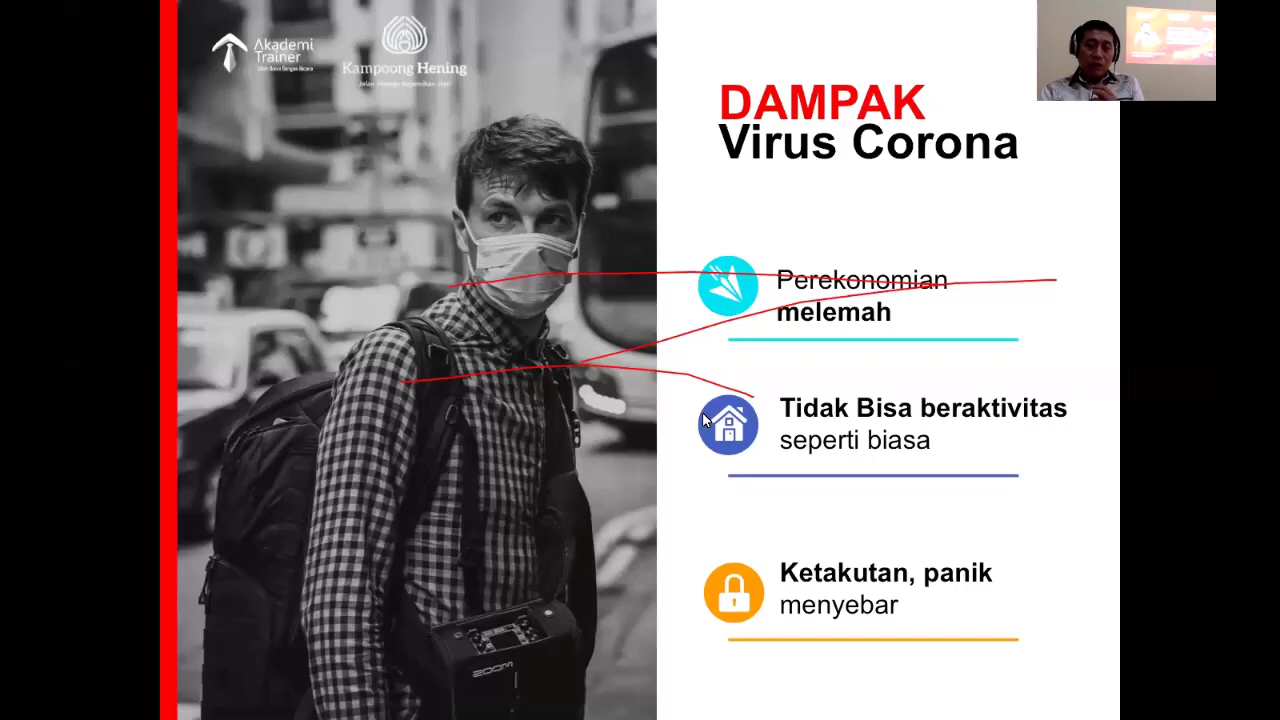 Akademi
Trainer
Kampoong Hening
DAMPAK
Virus Corona
Perekonomian
melemah
Tidak Bisa beraktivitas
seperti biasa
Ketakutan, panik
menyebar
ZOOM